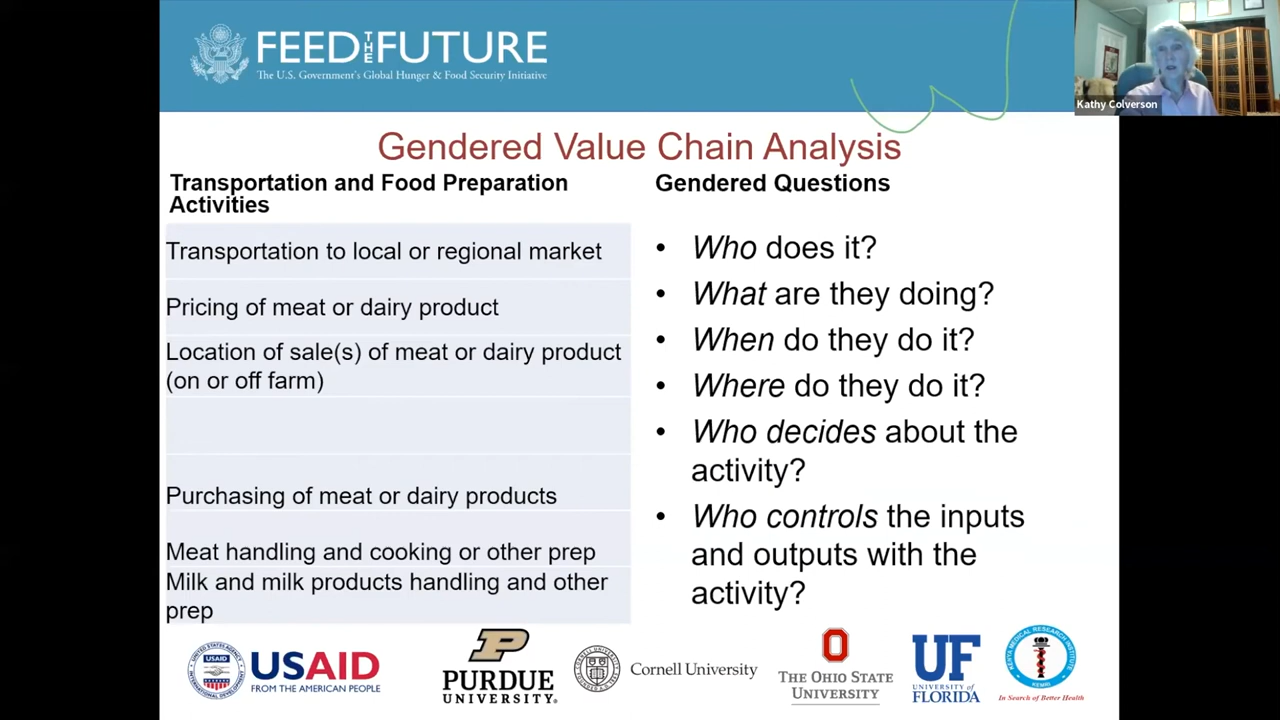 FEED THE FUTURE
The U.S. Government's Global Hunger & Food Security Initiative
Kathy Colverson
Gendered Value Chain Analysis
Transportation and Food Preparation
Activities
Transportation to local or regional market
Pricing of meat or dairy product
Location of sale(s) of meat or dairy product
(on or off farm)
Purchasing of meat or dairy products
Meat handling and cooking or other prep
Milk and milk products handling and other
prep
Gendered Questions
• Who does it?
• What are they doing?
• When do they do it?
• Where do they do it?
• Who decides about the
activity?
• Who controls the inputs
and outputs with the
activity?
USAID
USAID
FROM THE AMERICAN PEOPLE
P
PURDUE
UNIVERSITY®
Cornell University
O
THE OHIO STATE
UNIVERSITY
UF
UNIVERSITY of
FLORIDA
KENYA MEDICAL RESEARCH INSTITUTE
KEMRI
In Search of Better Health